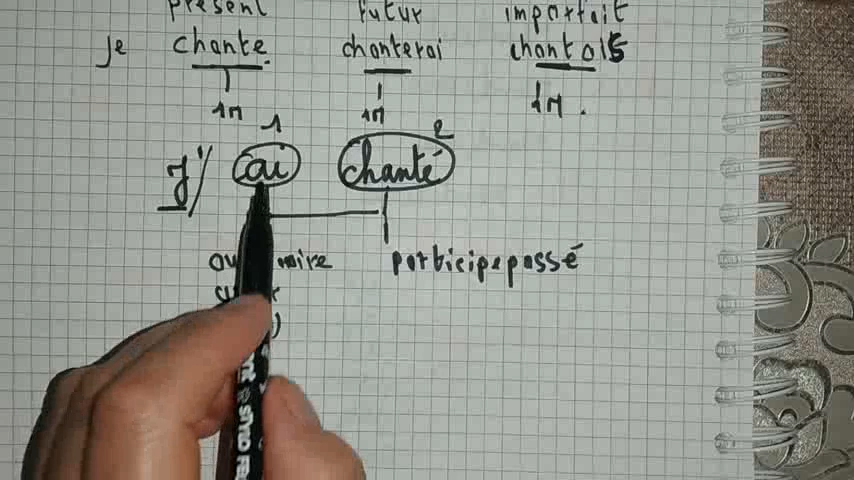 présent futur imparfait
je chante chanterai chantais
1M 1M 1M.
1 2
J'/ ai chanté
participe passé